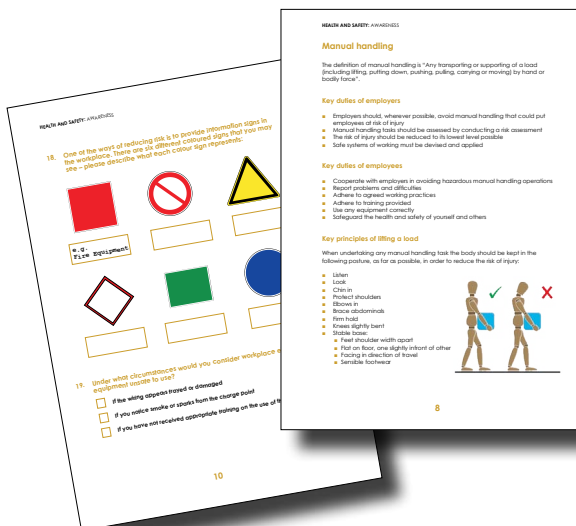 HEALTH AND SAFETY: AWARENESS
18. One of the ways of reducing risk is to provide information signs in
the workplace. There are six different coloured signs that you may
see – please describe what each colour sign represents:
e.g.
Fire Equipment
19. Under what circumstances would you consider workplace
equipment unsafe to use?
if the wiring appears frayed or damaged
if you notice smoke or sparks from the charge point
if you have not received appropriate training on the use of
10
HEALTH AND SAFETY: AWARENESS
Manual handling
The definition of manual handling is “Any transporting or supporting of a load
(including lifting, putting down, pushing, pulling, carrying or moving) by hand or
bodily force”.
Key duties of employers
Employers should, wherever possible, avoid manual handling that could put
employees at risk of injury
Manual handling tasks should be assessed by conducting a risk assessment
The risk of injury should be reduced to its lowest level possible
Safe systems of working must be devised and applied
Key duties of employees
Cooperate with employers in avoiding hazardous manual handling operations
Report problems and difficulties
Adhere to agreed working practices
Adhere to training provided
Use any equipment correctly
Safeguard the health and safety of yourself and others
Key principles of lifting a load
When undertaking any manual handling task the body should be kept in the
following posture, as far as possible, in order to reduce the risk of injury:
Listen
Look
Chin in
Protect shoulders
Elbows in
Brace abdominals
Firm hold
Knees slightly bent
Stable base:
Feet shoulder width apart
Flat on floor, one slightly infront of other
Facing in direction of travel
Sensible footwear
8